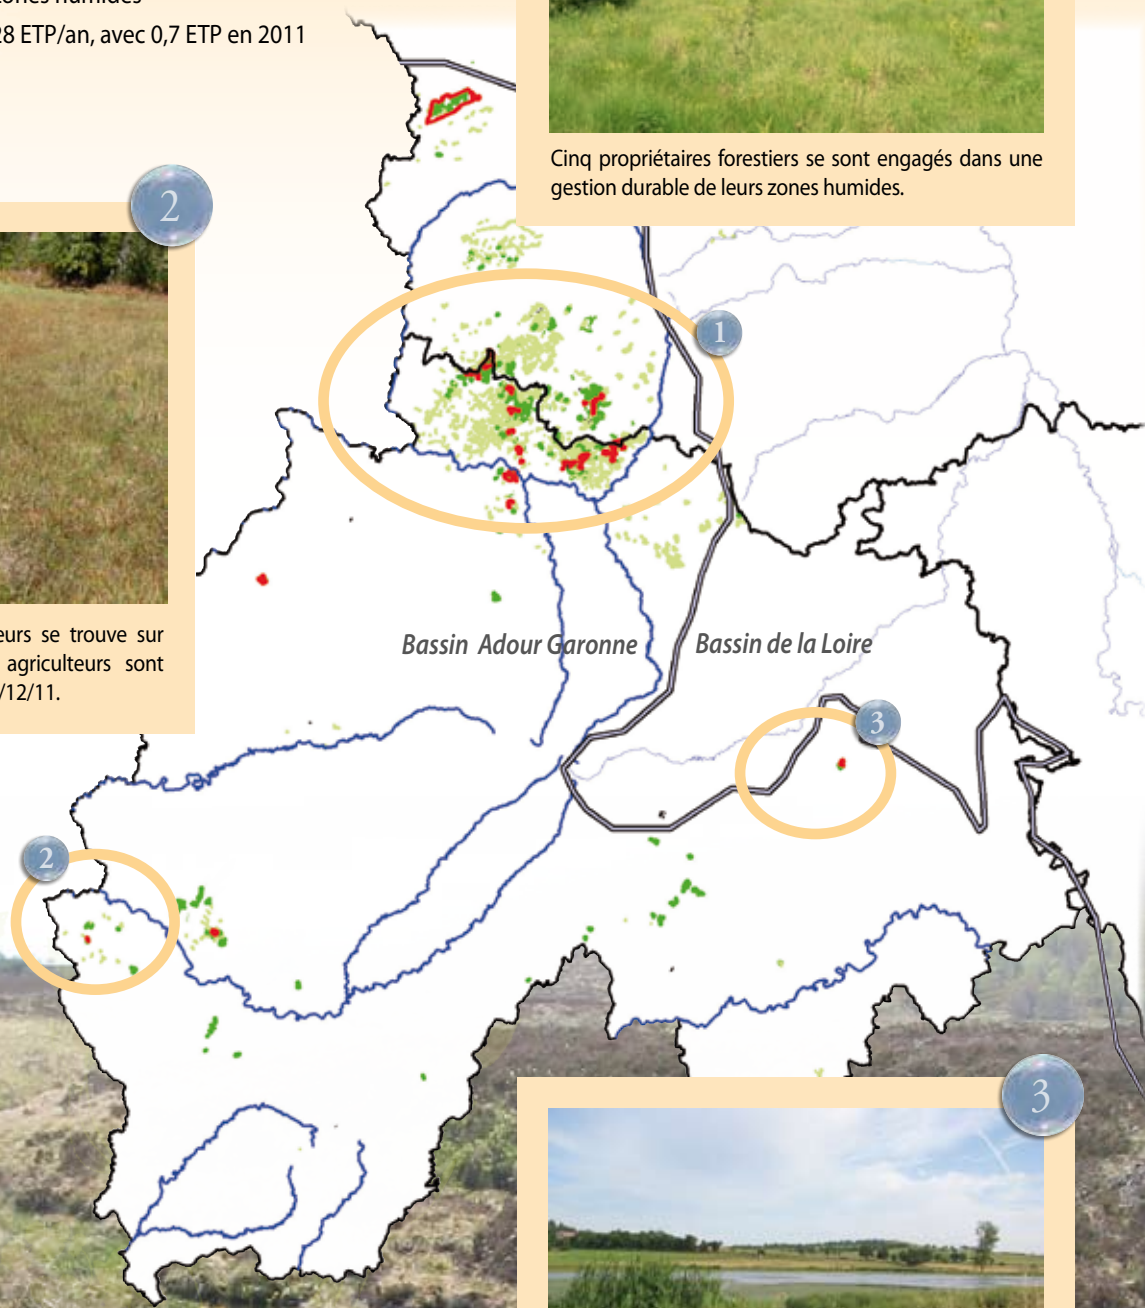 zones humides
28 ETP/an, avec 0,7 ETP en 2011
Cinq propriétaires forestiers se sont engagés dans une
gestion durable de leurs zones humides.
2
1
eurs se trouve sur
agriculteurs sont
/12/11.
Bassin Adour Garonne
Bassin de la Loire
3
2
3